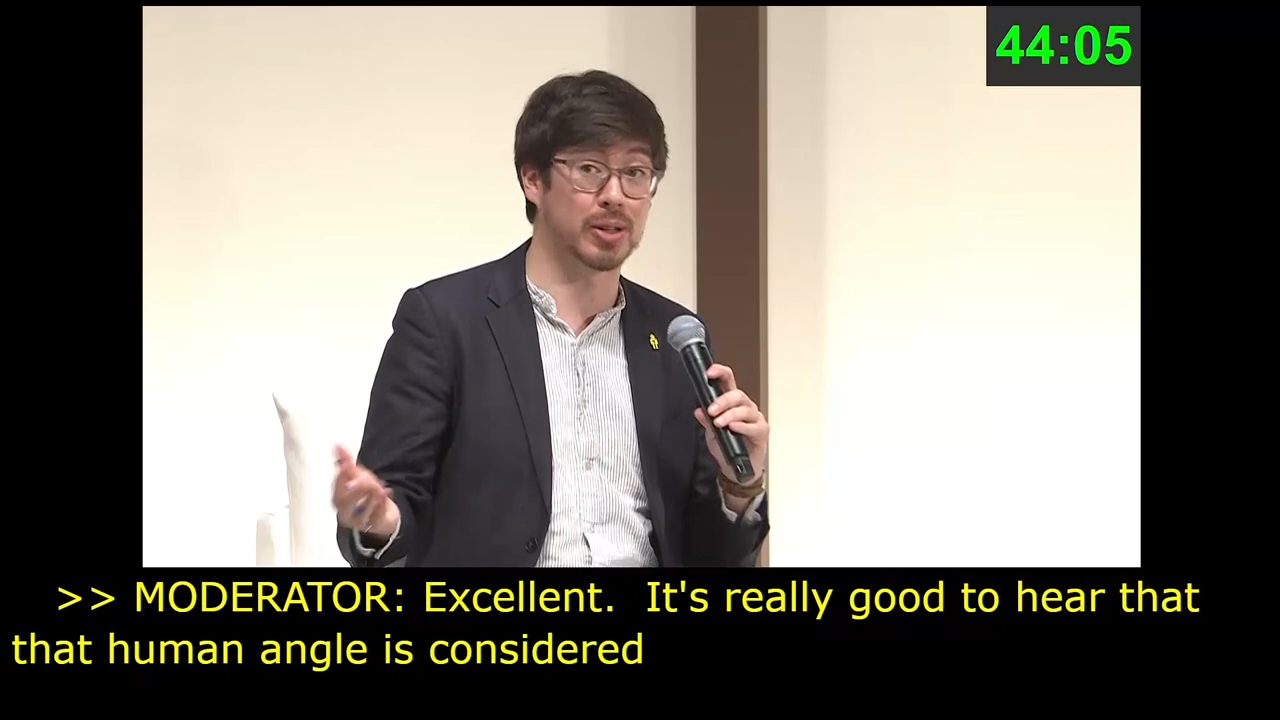 44:05
>> MODERATOR: Excellent.  It's really good to hear that
that human angle is considered